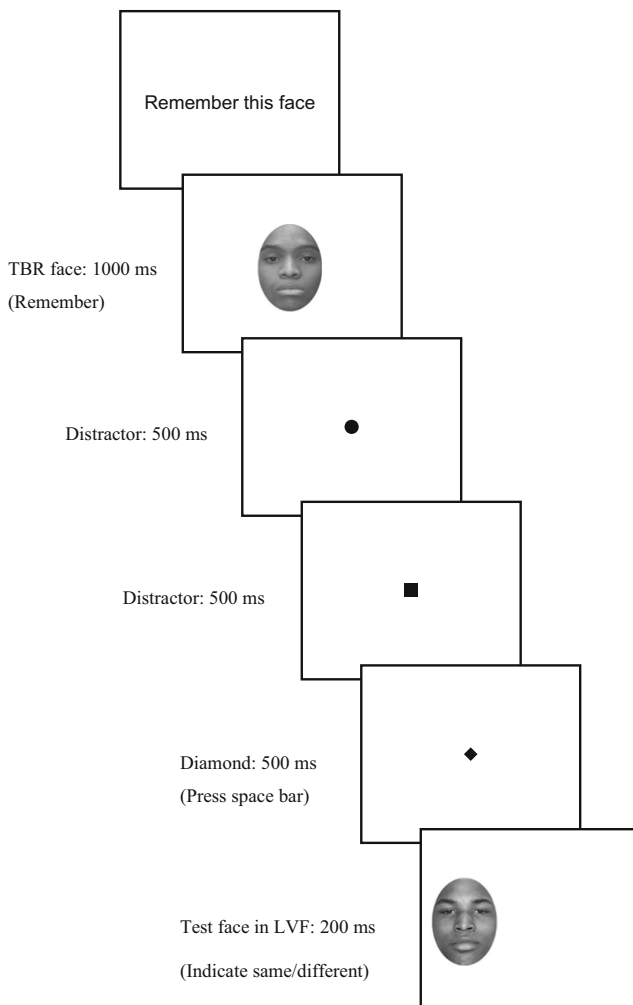 Remember this face
TBR face: 1000 ms
(Remember)
Distractor: 500 ms
Distractor: 500 ms
Diamond: 500 ms
(Press space bar)
Test face in LVF: 200 ms
(Indicate same/different)